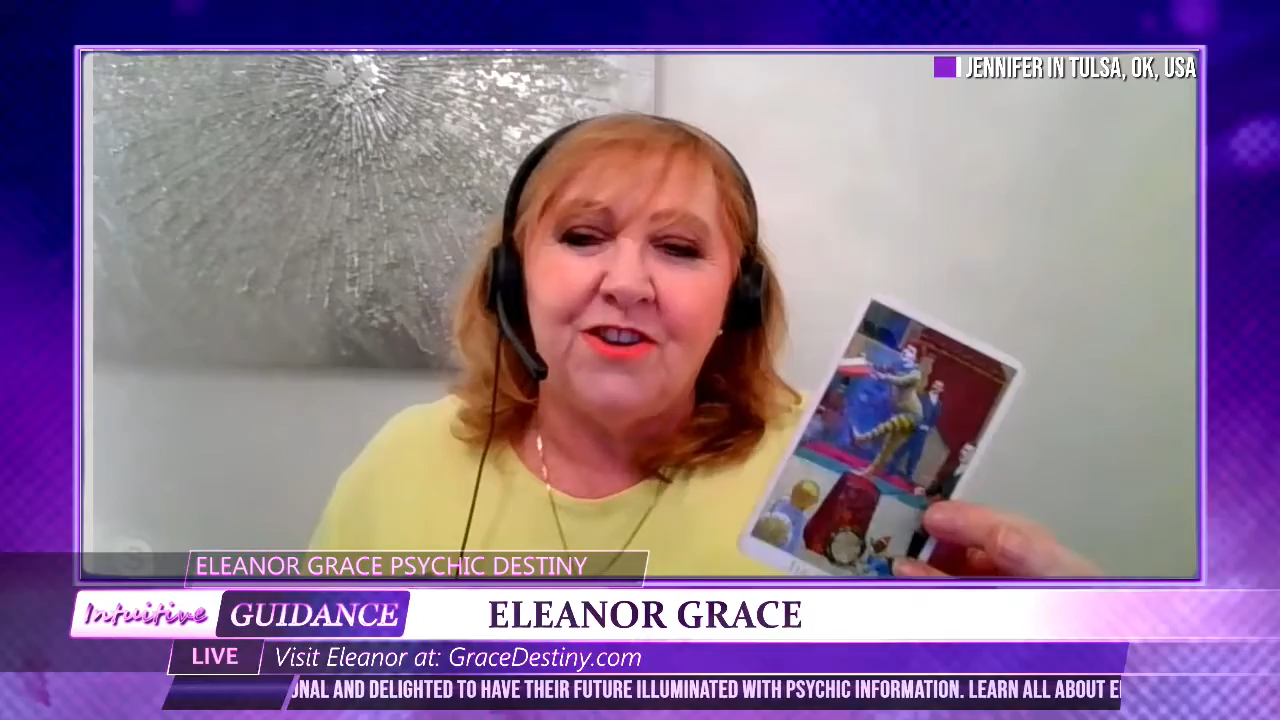 JENNIFER IN TULSA, OK, USA
ELEANOR GRACE PSYCHIC DESTINY
Intuitive GUIDANCE
ELEANOR GRACE
LIVE
Visit Eleanor at: GraceDestiny.com
AND DELIGHTED TO HAVE THEIR FUTURE ILLUMINATED WITH PSYCHIC INFORMATION. LEARN ALL ABOUT